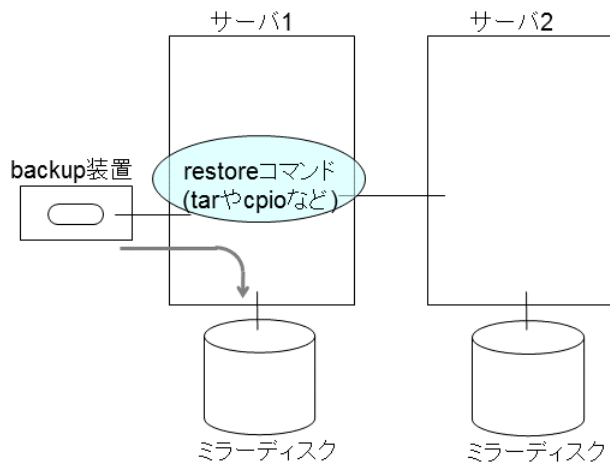 サーバ1
サーバ2
backup装置
restoreコマンド
(tarやcpioなど)
ミラーディスク
ミラーディスク